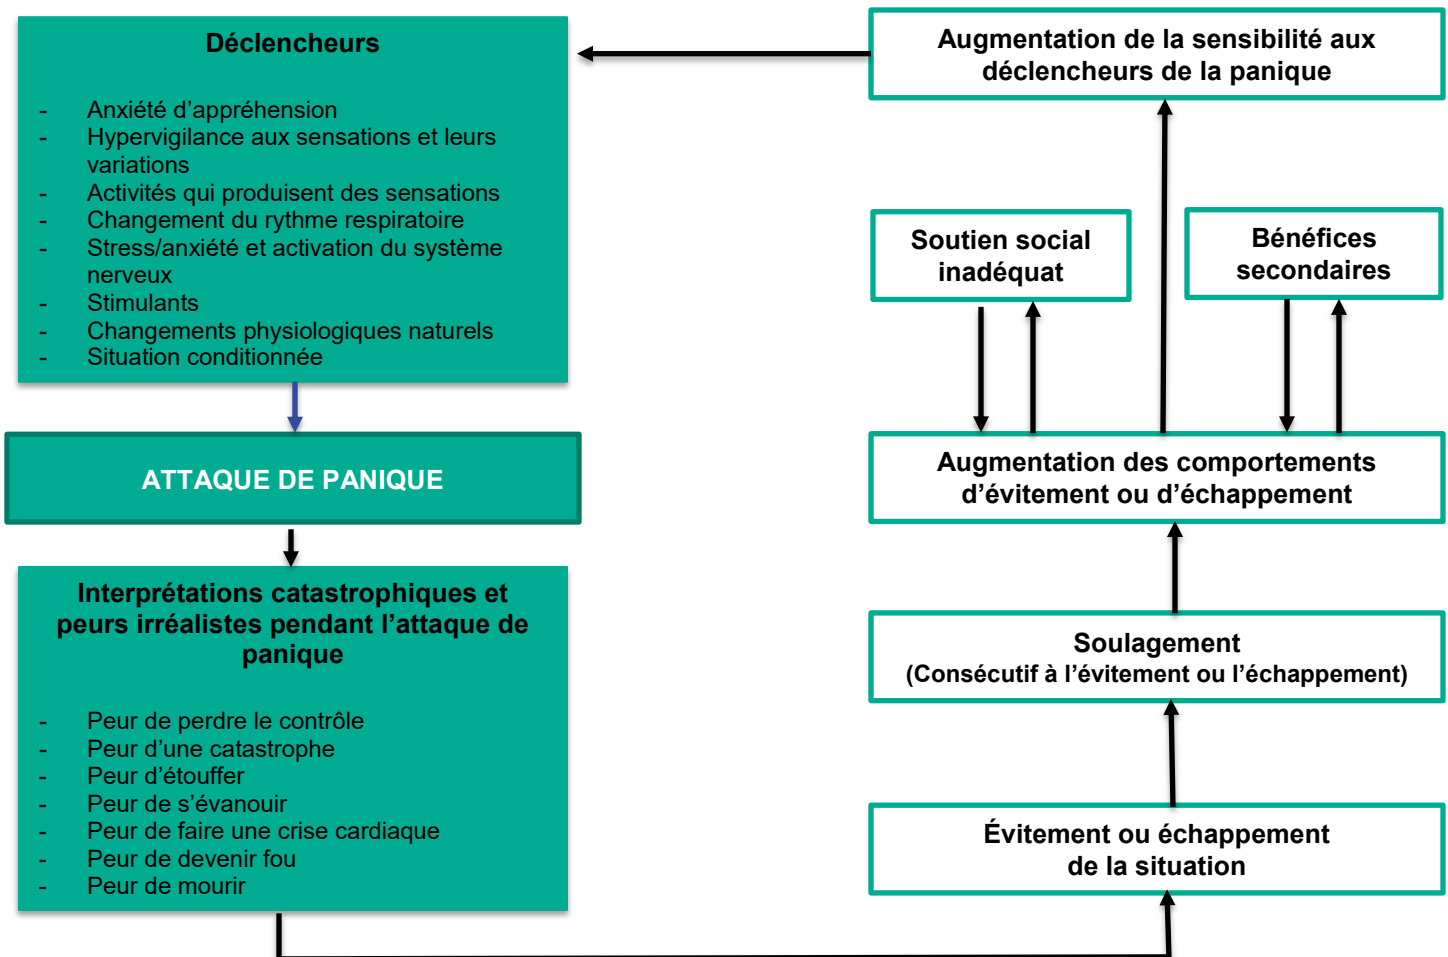 Déclencheurs
- Anxiété d’appréhension
- Hypervigilance aux sensations et leurs
variations
- Activités qui produisent des sensations
- Changement du rythme respiratoire
- Stress/anxiété et activation du système
nerveux
- Stimulants
- Changements physiologiques naturels
- Situation conditionnée
ATTAQUE DE PANIQUE
Interprétations catastrophiques et
peurs irréalistes pendant l’attaque de
panique
- Peur de perdre le contrôle
- Peur d’une catastrophe
- Peur d’étouffer
- Peur de s’évanouir
- Peur de faire une crise cardiaque
- Peur de devenir fou
- Peur de mourir
Augmentation de la sensibilité aux
déclencheurs de la panique
Soutien social
inadéquat
Bénéfices
secondaires
Augmentation des comportements
d’évitement ou d’échappement
Soulagement
(Consécutif à l’évitement ou l’échappement)
Évitement ou échappement
de la situation